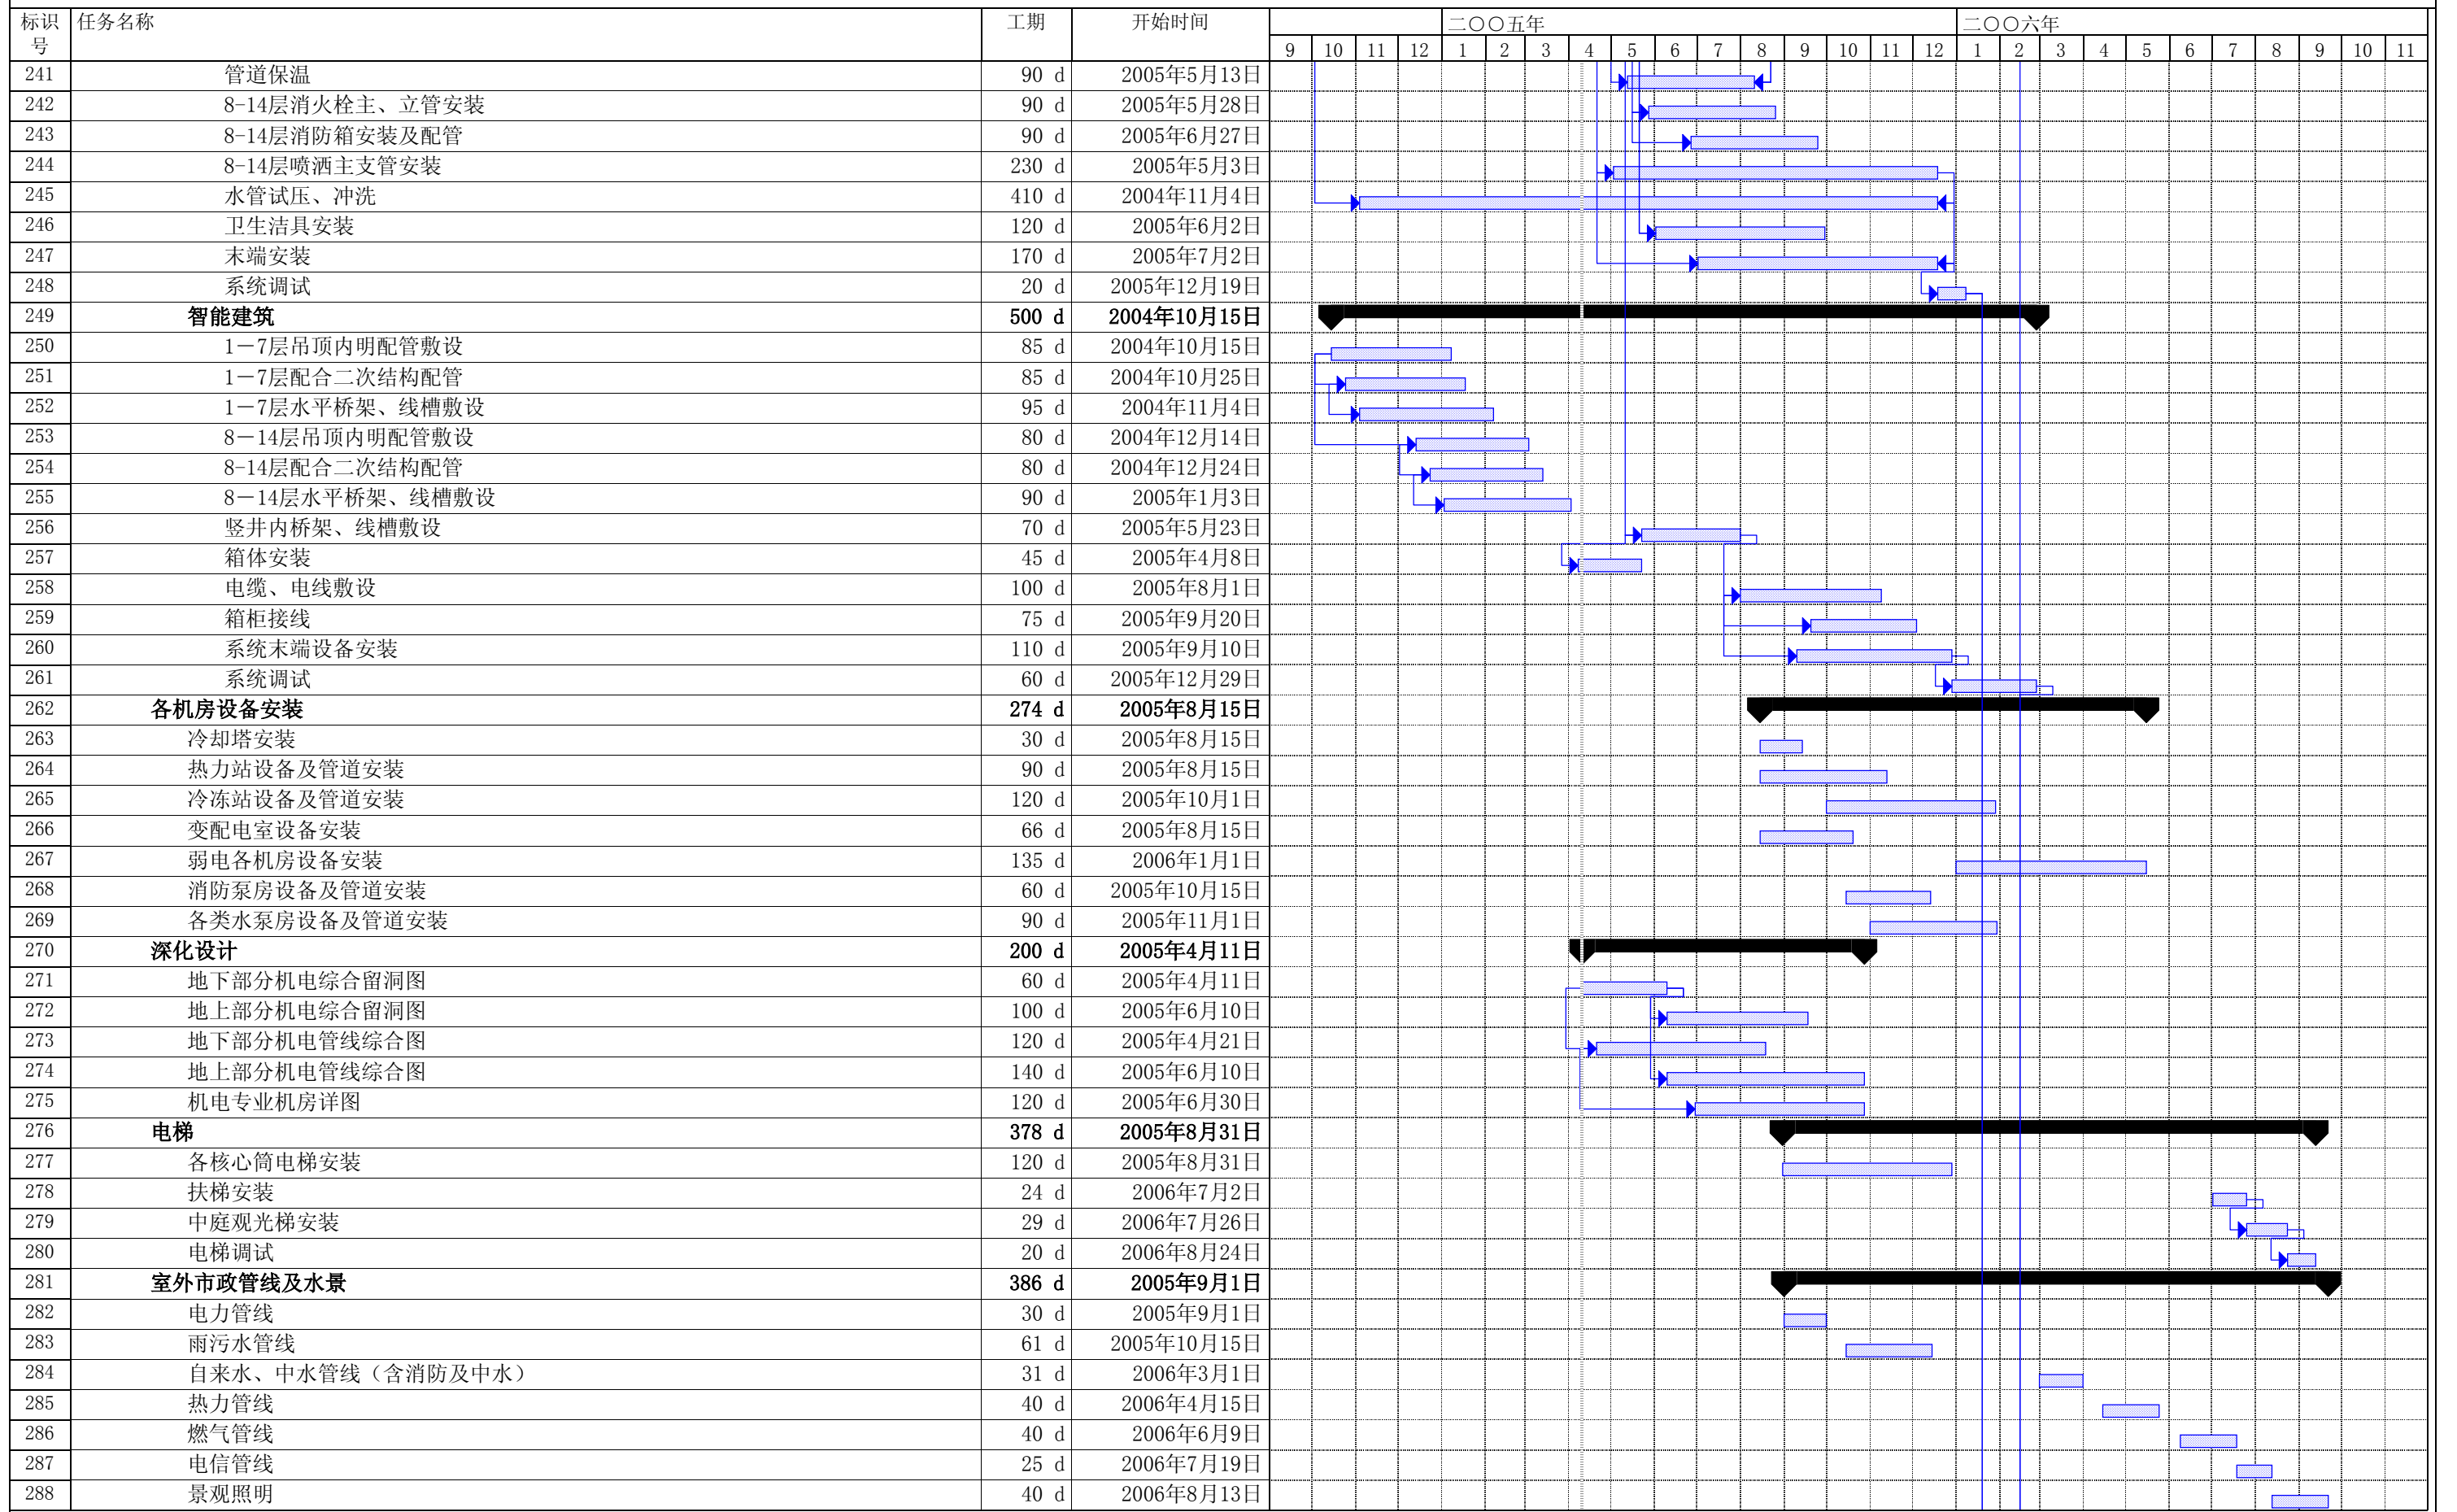 标识号 任务名称 工期 开始时间 二〇〇五年 二〇〇六年
9 10 11 12 1 2 3 4 5 6 7 8 9 10 11 12 1 2 3 4 5 6 7 8 9 10 11
241 管道保温 90 d 2005年5月13日
242 8-14层消火栓主、立管安装 90 d 2005年5月28日
243 8-14层消防箱安装及配管 90 d 2005年6月27日
244 8-14层喷洒主支管安装 230 d 2005年5月3日
245 水管试压、冲洗 410 d 2004年11月4日
246 卫生洁具安装 120 d 2005年6月2日
247 末端安装 170 d 2005年7月2日
248 系统调试 20 d 2005年12月19日
249 智能建筑 500 d 2004年10月15日
250 1－7层吊顶内明配管敷设 85 d 2004年10月15日
251 1－7层配合二次结构配管 85 d 2004年10月25日
252 1－7层水平桥架、线槽敷设 95 d 2004年11月4日
253 8－14层吊顶内明配管敷设 80 d 2004年12月14日
254 8-14层配合二次结构配管 80 d 2004年12月24日
255 8－14层水平桥架、线槽敷设 90 d 2005年1月3日
256 竖井内桥架、线槽敷设 70 d 2005年5月23日
257 箱体安装 45 d 2005年4月8日
258 电缆、电线敷设 100 d 2005年8月1日
259 箱柜接线 75 d 2005年9月20日
260 系统末端设备安装 110 d 2005年9月10日
261 系统调试 60 d 2005年12月29日
262 各机房设备安装 274 d 2005年8月15日
263 冷却塔安装 30 d 2005年8月15日
264 热力站设备及管道安装 90 d 2005年8月15日
265 冷冻站设备及管道安装 120 d 2005年10月1日
266 变配电室设备安装 66 d 2005年8月15日
267 弱电各机房设备安装 135 d 2006年1月1日
268 消防泵房设备及管道安装 60 d 2005年10月15日
269 各类水泵房设备及管道安装 90 d 2005年11月1日
270 深化设计 200 d 2005年4月11日
271 地下部分机电综合留洞图 60 d 2005年4月11日
272 地上部分机电综合留洞图 100 d 2005年6月10日
273 地下部分机电管线综合图 120 d 2005年4月21日
274 地上部分机电管线综合图 140 d 2005年6月10日
275 机电专业机房详图 120 d 2005年6月30日
276 电梯 378 d 2005年8月31日
277 各核心筒电梯安装 120 d 2005年8月31日
278 扶梯安装 24 d 2006年7月2日
279 中庭观光梯安装 29 d 2006年7月26日
280 电梯调试 20 d 2006年8月24日
281 室外市政管线及水景 386 d 2005年9月1日
282 电力管线 30 d 2005年9月1日
283 雨污水管线 61 d 2005年10月15日
284 自来水、中水管线（含消防及中水） 31 d 2006年3月1日
285 热力管线 40 d 2006年4月15日
286 燃气管线 40 d 2006年6月9日
287 电信管线 25 d 2006年7月19日
288 景观照明 40 d 2006年8月13日